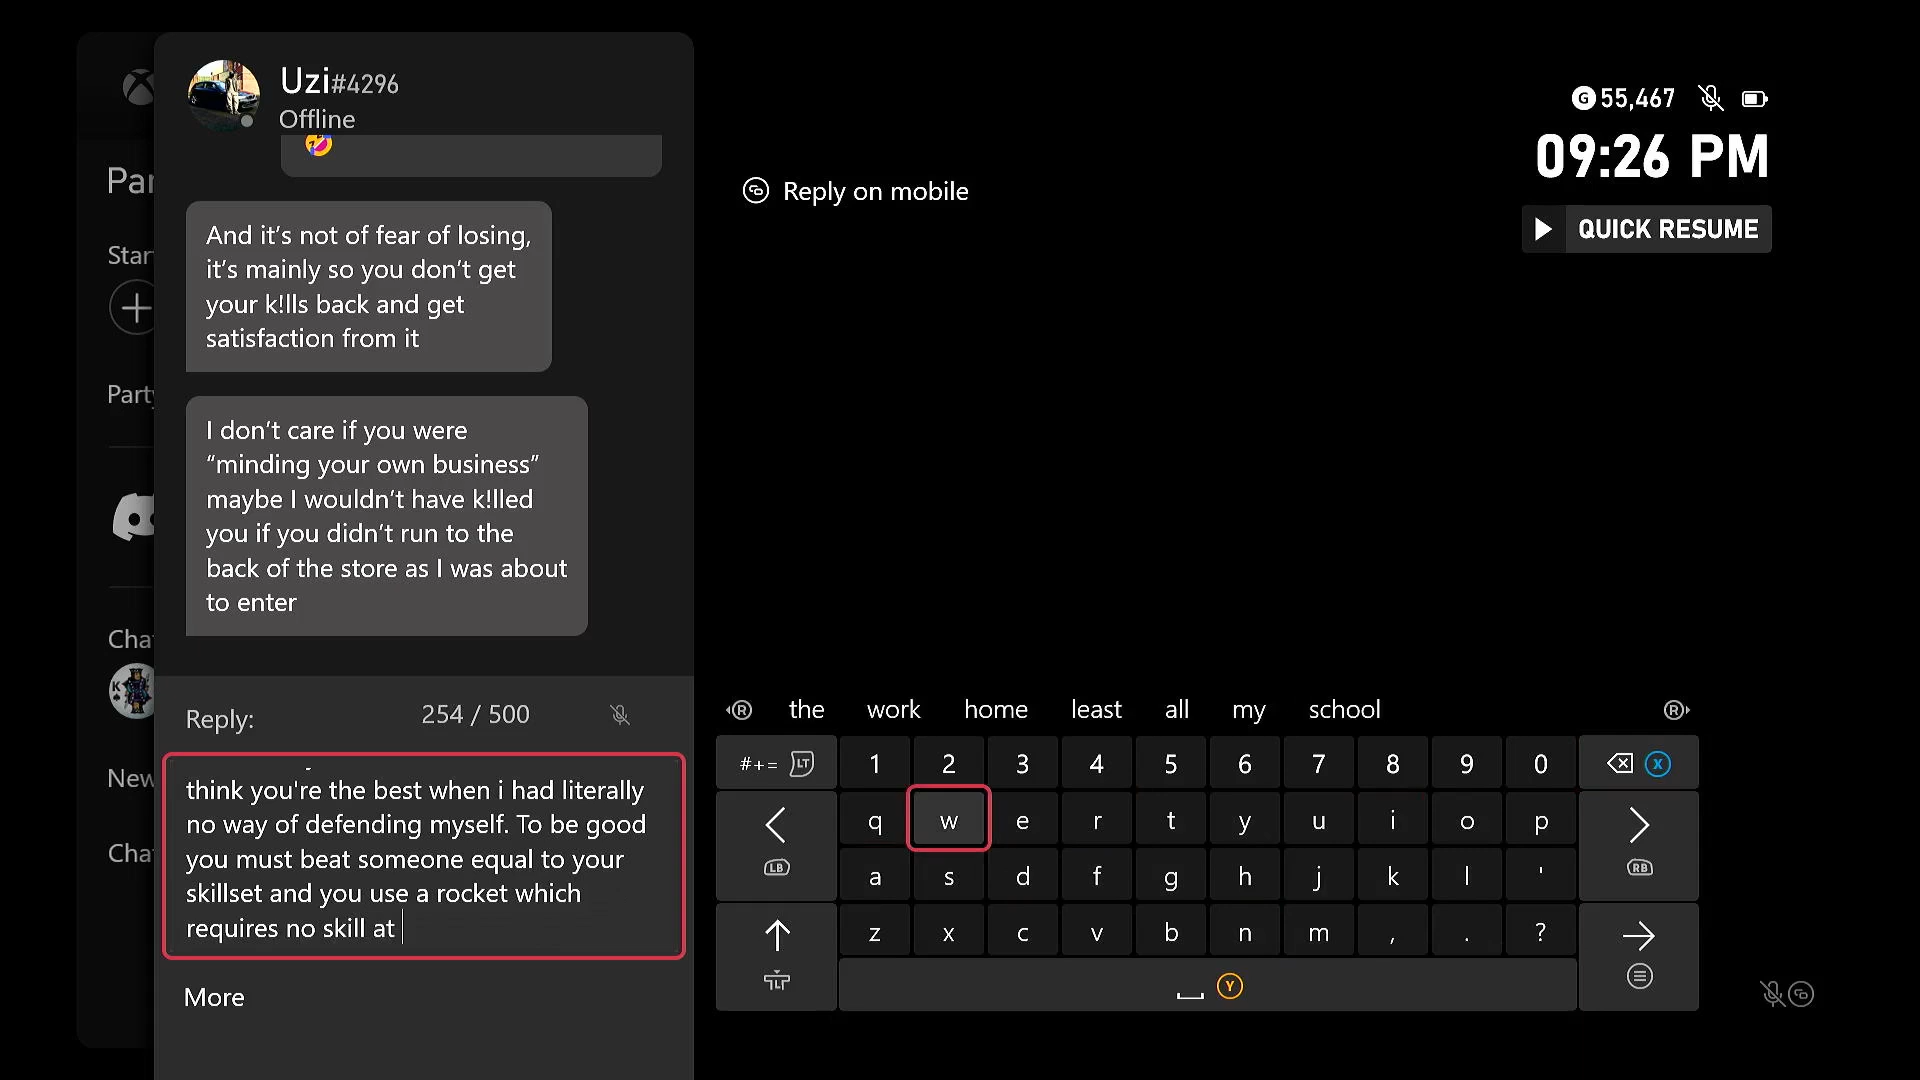 Uzi#4296
Offline
G 55,467
09:26 PM
QUICK RESUME
Reply on mobile
Par
Star
Party
Cha
New
Cha
And it’s not of fear of losing,
it’s mainly so you don’t get
your k!lls back and get
satisfaction from it
I don’t care if you were
“minding your own business”
maybe I wouldn’t have k!lled
you if you didn’t run to the
back of the store as I was about
to enter
Reply:
254 / 500
think you're the best when i had literally
no way of defending myself. To be good
you must beat someone equal to your
skillset and you use a rocket which
requires no skill at
More
R the work home least all my school R
#+= LT 1 2 3 4 5 6 7 8 9 0 X
q w e r t y u i o p
LB a s d f g h j k l ' RB
z x c v b n m , . ?
LT Y
K